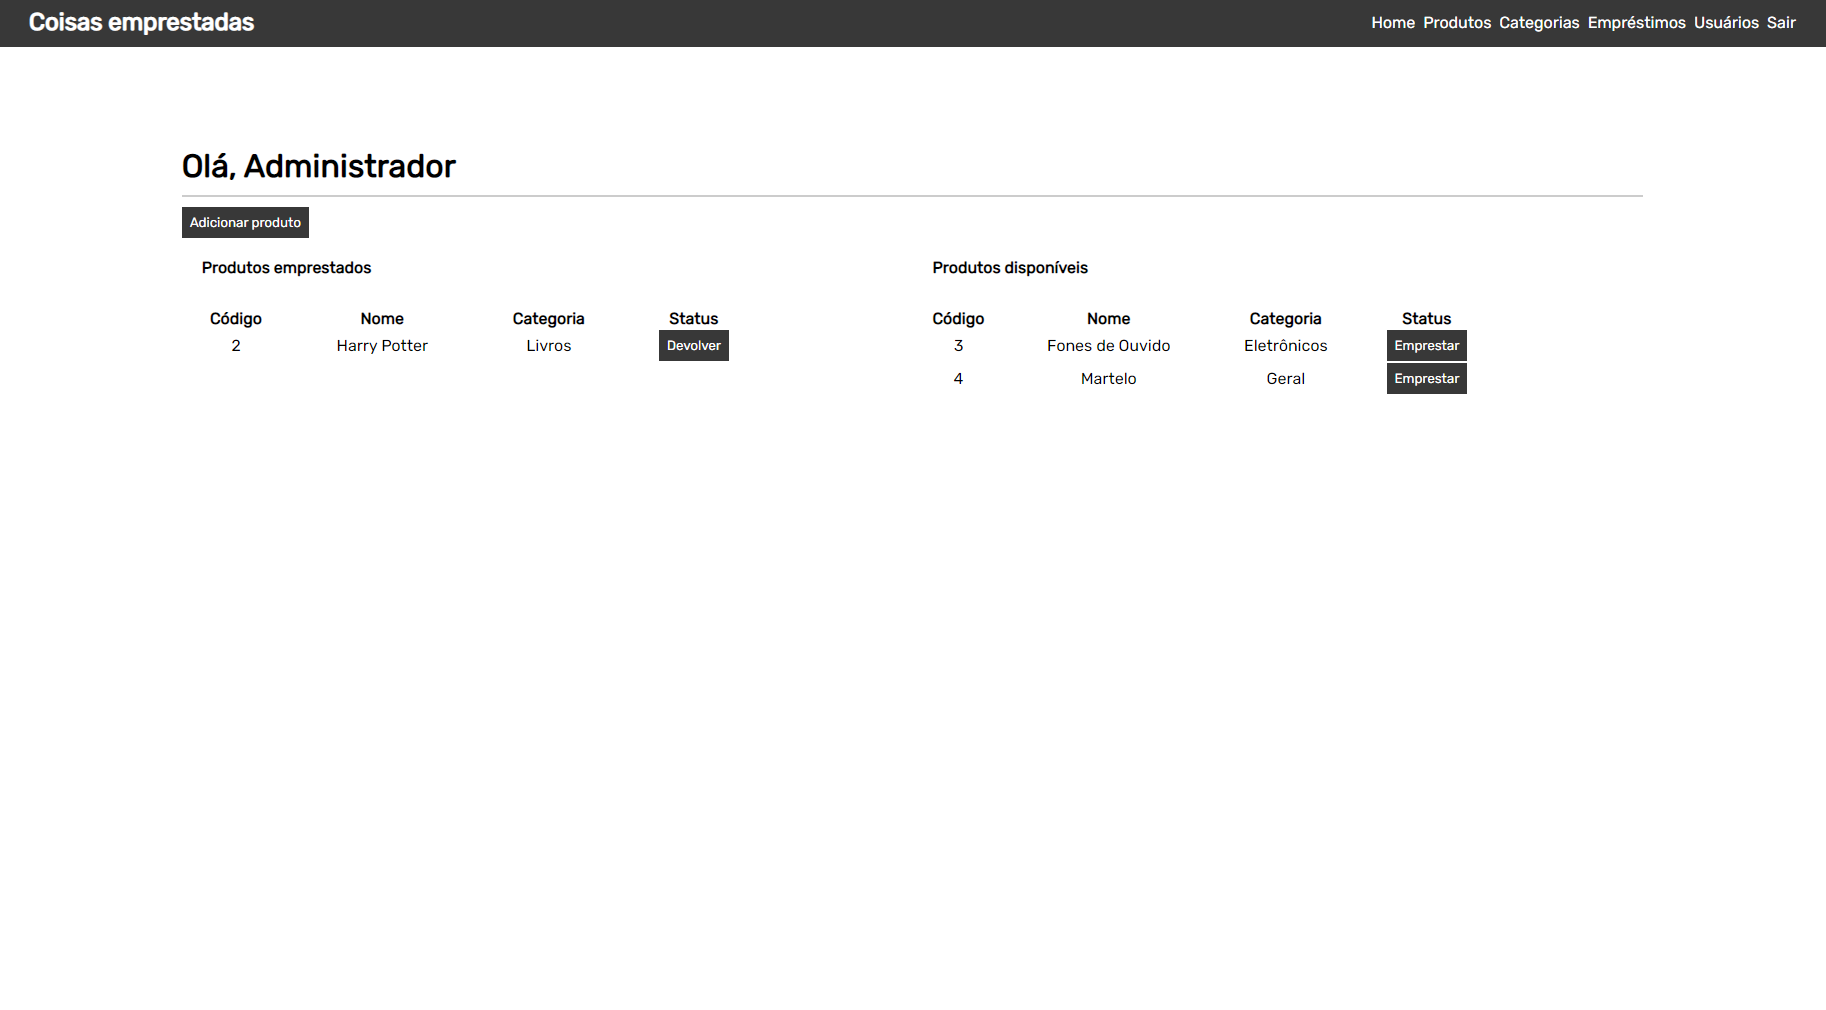 Coisas emprestadas
Home Produtos Categorias Empréstimos Usuários Sair
Olá, Administrador
Adicionar produto
Produtos emprestados
Código Nome Categoria Status
2 Harry Potter Livros Devolver
Produtos disponíveis
Código Nome Categoria Status
3 Fones de Ouvido Eletrônicos Emprestar
4 Martelo Geral Emprestar